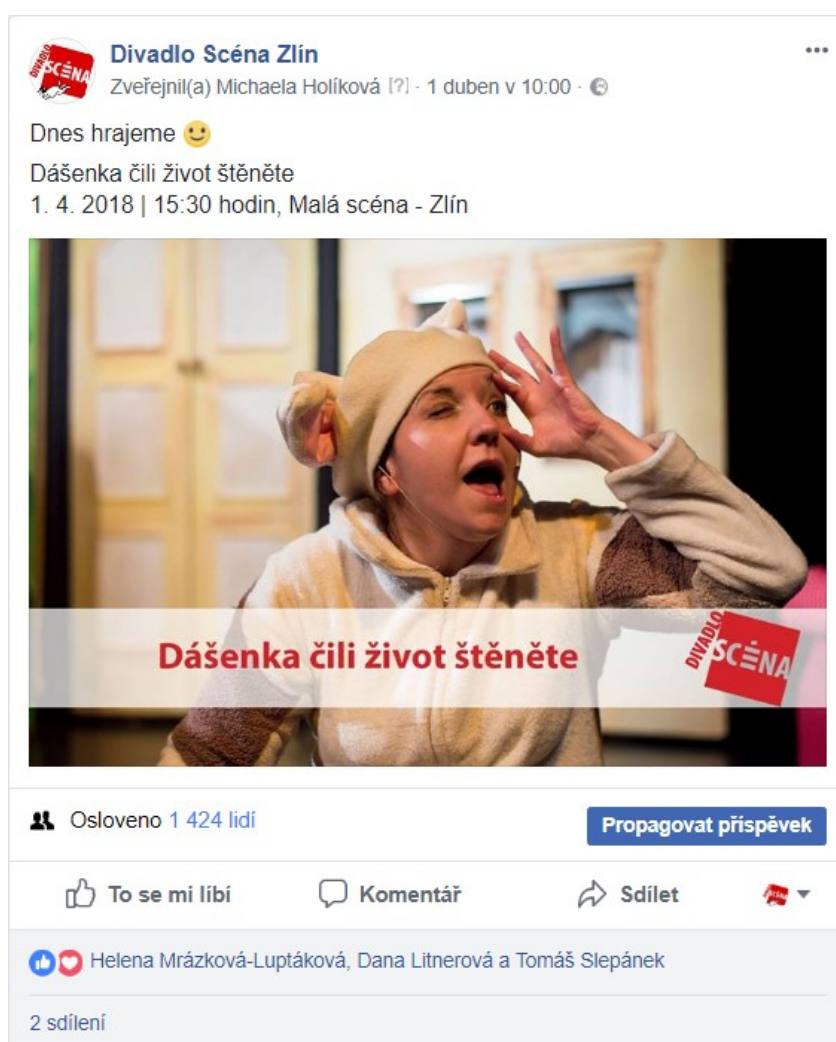 DIVADLO SCÉNA
Divadlo Scéna Zlín
Zveřejnil(a) Michaela Holíková [?] · 1 duben v 10:00 ·
Dnes hrajeme
Dášenka čili život štěněte
1. 4. 2018 | 15:30 hodin, Malá scéna - Zlín
Dášenka čili život štěněte
DIVADLO SCÉNA
Osloveno 1 424 lidí
Propagovat příspěvek
To se mi líbí Komentář Sdílet
Helena Mrázková-Luptáková, Dana Litnerová a Tomáš Slepánek
2 sdílení